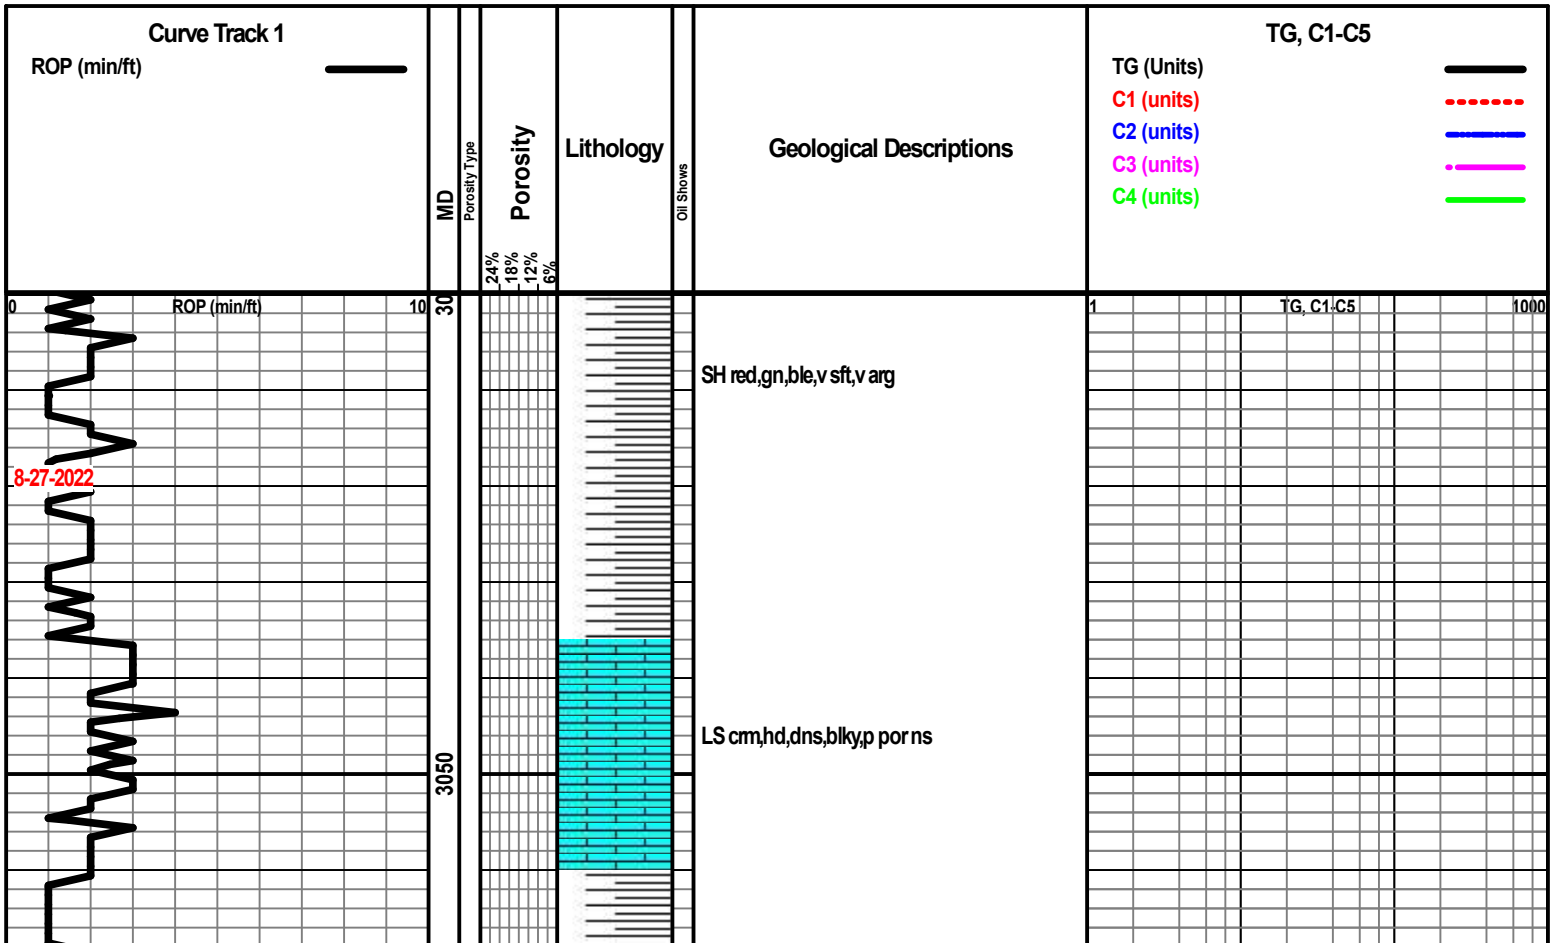 Curve Track 1
ROP (min/ft)
MD
Porosity Type
Porosity
24%
18%
12%
6%
Lithology
Oil Shows
Geological Descriptions
TG, C1-C5
TG (Units)
C1 (units)
C2 (units)
C3 (units)
C4 (units)
0 ROP (min/ft) 10
30
1 TG, C1-C5 1000
SH red,gn,ble,v sft,v arg
8-27-2022
LS crm,hd,dns,blky,p por ns
3050